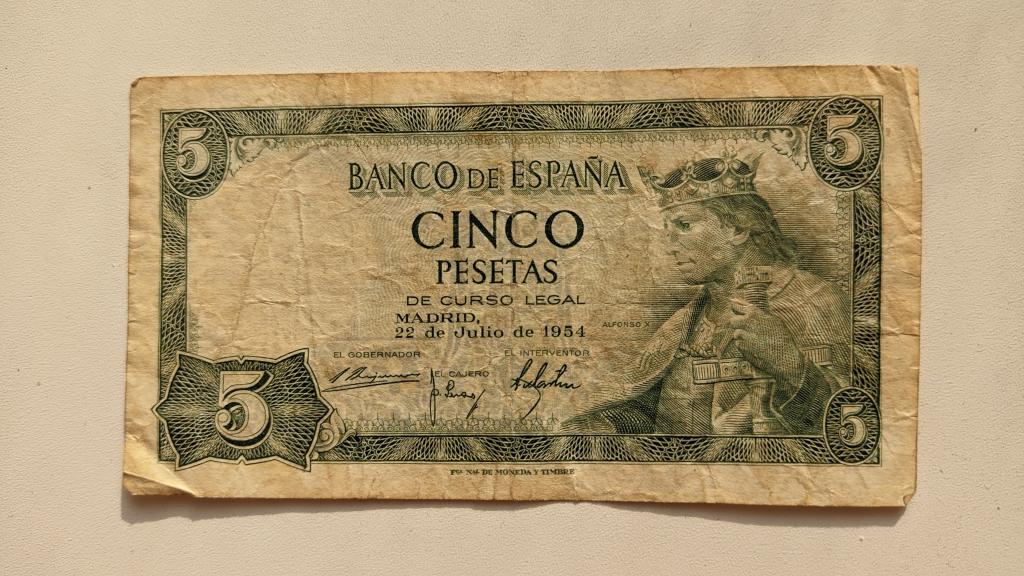 5
5
BANCO DE ESPAÑA
CINCO
PESETAS
DE CURSO LEGAL
MADRID,
22 de Julio de 1954
ALFONSO X
EL GOBERNADOR
EL INTERVENTOR
EL CAJERO
5
5
Fca. Nal. DE MONEDA Y TIMBRE